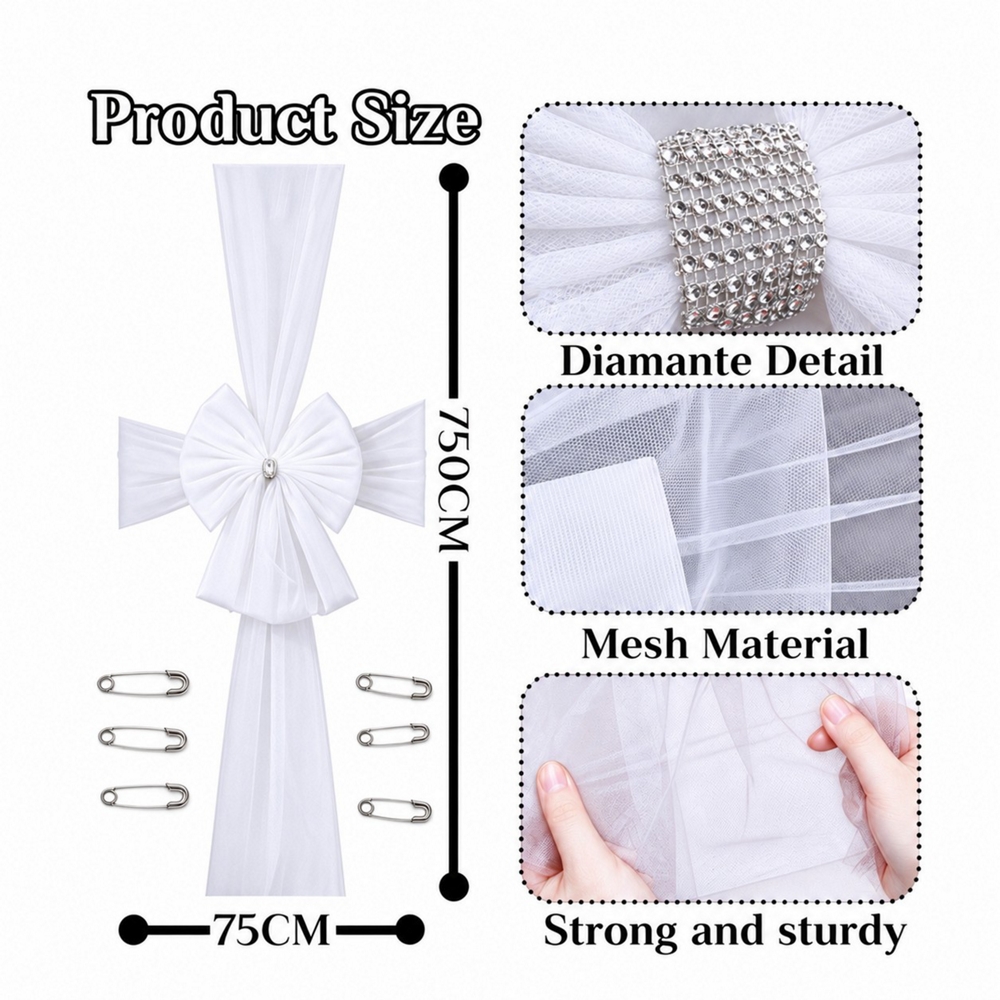 Product Size
750CM
75CM
Diamante Detail
Mesh Material
Strong and sturdy